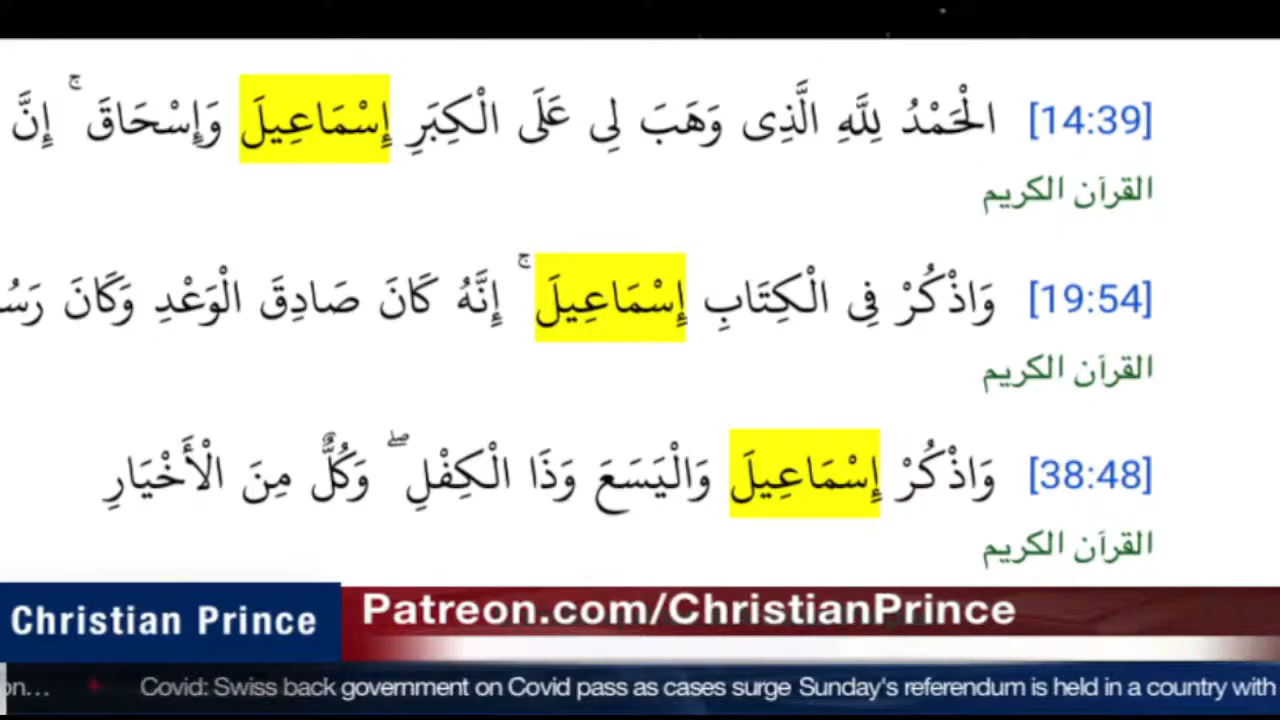 [14:39] الْحَمْدُ لِلَّهِ الَّذِى وَهَبَ لِى عَلَى الْكِبَرِ إِسْمَاعِيلَ وَإِسْحَاقَ ۚ إِنَّ
القرآن الكريم
[19:54] وَاذْكُرْ فِى الْكِتَابِ إِسْمَاعِيلَ ۚ إِنَّهُ كَانَ صَادِقَ الْوَعْدِ وَكَانَ
القرآن الكريم
[38:48] وَاذْكُرْ إِسْمَاعِيلَ وَالْيَسَعَ وَذَا الْكِفْلِ ۖ وَكُلٌّ مِنَ الْأَخْيَارِ
القرآن الكريم
Christian Prince
Patreon.com/ChristianPrince
on... Covid: Swiss back government on Covid pass as cases surge Sunday's referendum is held in a country with